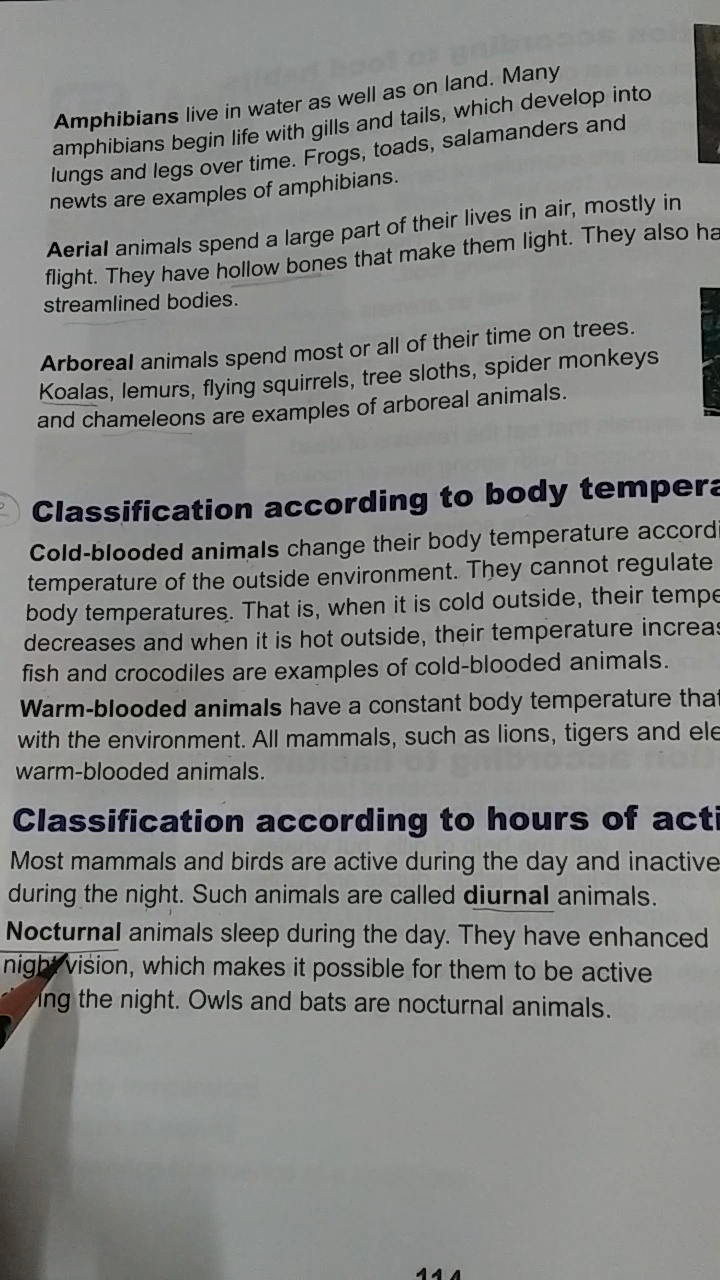 Amphibians live in water as well as on land. Many
amphibians begin life with gills and tails, which develop into
lungs and legs over time. Frogs, toads, salamanders and
newts are examples of amphibians.
Aerial animals spend a large part of their lives in air, mostly in
flight. They have hollow bones that make them light. They also ha
streamlined bodies.
Arboreal animals spend most or all of their time on trees.
Koalas, lemurs, flying squirrels, tree sloths, spider monkeys
and chameleons are examples of arboreal animals.
Classification according to body tempera
Cold-blooded animals change their body temperature accordi
temperature of the outside environment. They cannot regulate
body temperatures. That is, when it is cold outside, their tempe
decreases and when it is hot outside, their temperature increas
fish and crocodiles are examples of cold-blooded animals.
Warm-blooded animals have a constant body temperature that
with the environment. All mammals, such as lions, tigers and ele
warm-blooded animals.
Classification according to hours of acti
Most mammals and birds are active during the day and inactive
during the night. Such animals are called diurnal animals.
Nocturnal animals sleep during the day. They have enhanced
night vision, which makes it possible for them to be active
ing the night. Owls and bats are nocturnal animals.
114